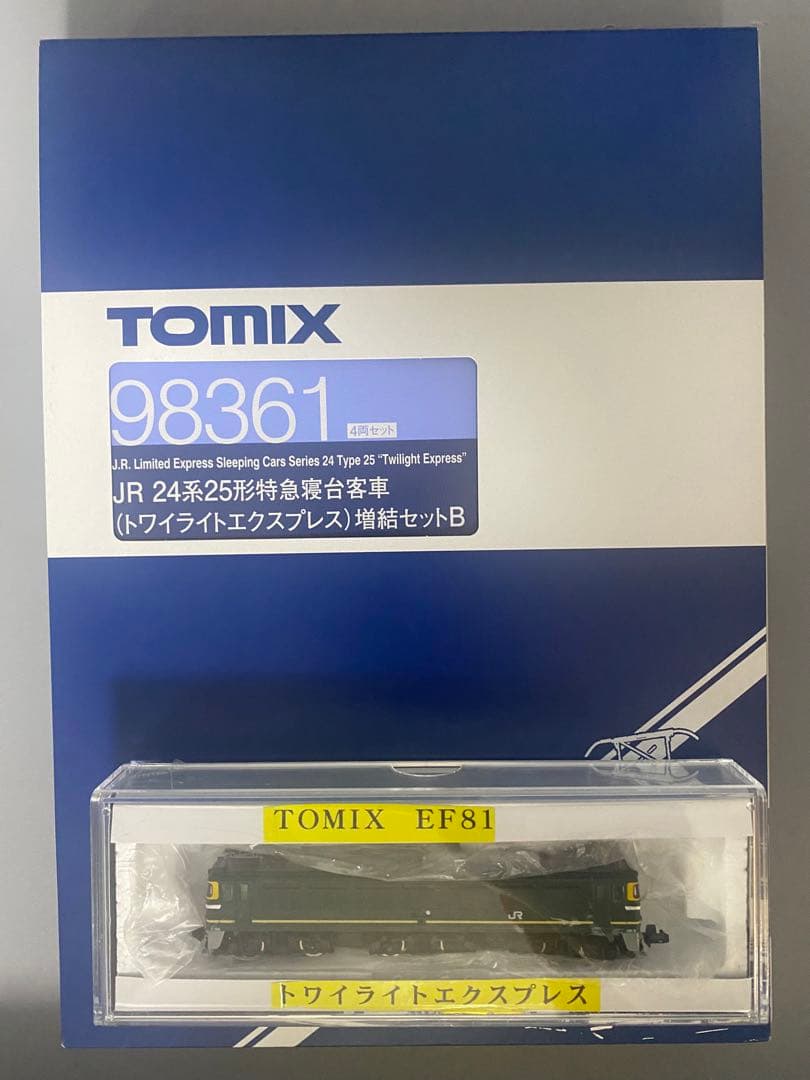 TOMIX
98361
4両セット
J.R. Limited Express Sleeping Cars Series 24 Type 25 "Twilight Express"
JR 24系25形特急寝台客車
(トワイライトエクスプレス)増結セットB
TOMIX EF81
JR
トワイライトエクスプレス